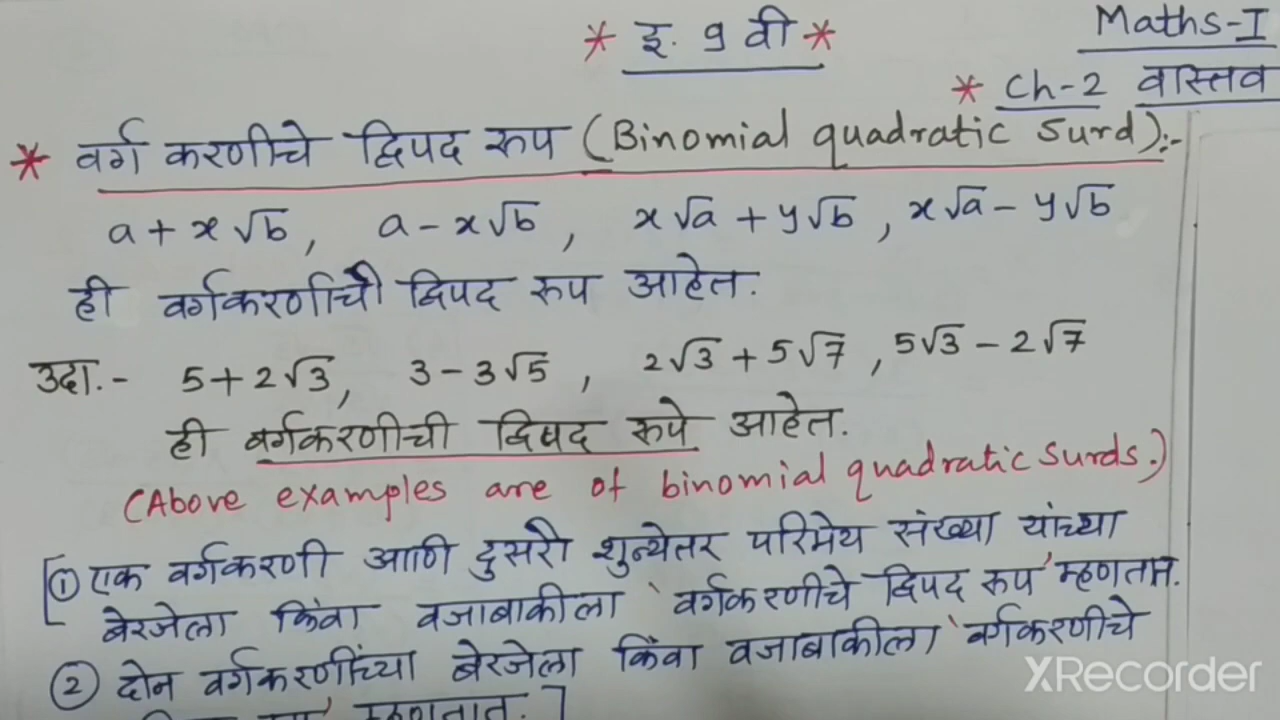 * इ. 9 वी *
Maths-I
* Ch-2 वास्तव
* वर्ग करणीचे द्विपद रूप (Binomial quadratic Surd):-
a + x√b, a - x√b, x√a + y√b, x√a - y√b
ही वर्गकरणीची द्विपद रूप आहेत.
उदा.- 5+2√3, 3-3√5, 2√3+5√7, 5√3-2√7
ही वर्गकरणीची द्विपद रूपे आहेत.
(Above examples are of binomial quadratic surds.)
[① एक वर्गकरणी आणि दुसरी शुन्येतर परिमेय संख्या यांच्या
बेरजेला किंवा वजाबाकीला 'वर्गकरणीचे द्विपद रूप' म्हणतात.
② दोन वर्गकरणींच्या बेरजेला किंवा वजाबाकीला 'वर्गकरणीचे
म्हणतात.]
XRecorder